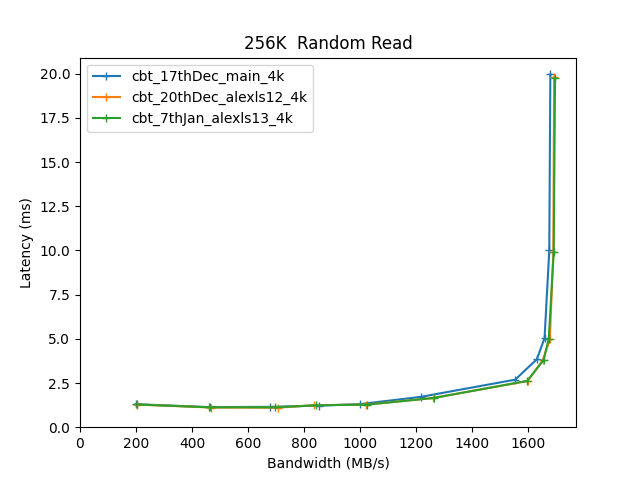 256K  Random Read
cbt_17thDec_main_4k
cbt_20thDec_alexls12_4k
cbt_7thJan_alexls13_4k
Latency (ms)
20.0
17.5
15.0
12.5
10.0
7.5
5.0
2.5
0.0
0 200 400 600 800 1000 1200 1400 1600
Bandwidth (MB/s)